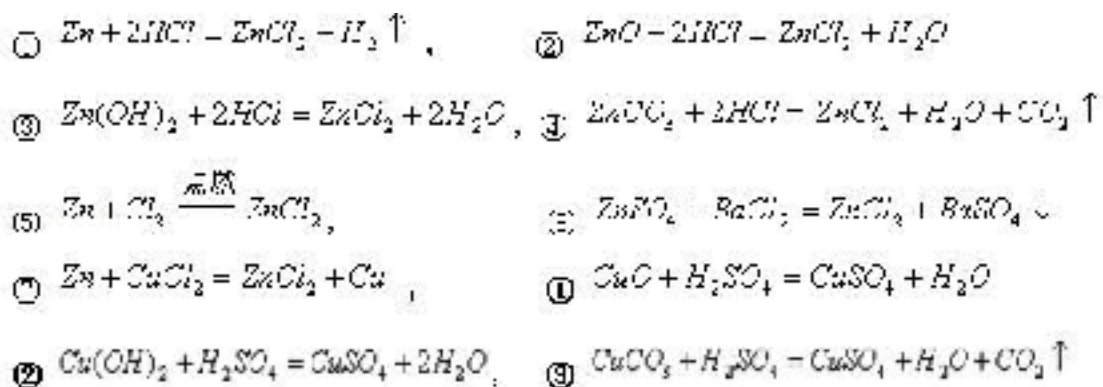 ① Zn + 2HCl = ZnCl₂ + H₂↑ , ② ZnO + 2HCl = ZnCl₂ + H₂O
③ Zn(OH)₂ + 2HCl = ZnCl₂ + 2H₂O , ④ ZnCO₃ + 2HCl = ZnCl₂ + H₂O + CO₂↑
⑤ Zn + Cl₂ 点燃 ZnCl₂ , BaCl₂ = ZnCl₂ + BaSO₄ ↓
Zn + CuCl₂ = ZnCl₂ + Cu , ① CuO + H₂SO₄ = CuSO₄ + H₂O
② Cu(OH)₂ + H₂SO₄ = CuSO₄ + 2H₂O , ③ CuCO₃ + H₂SO₄ = CuSO₄ + H₂O + CO₂↑